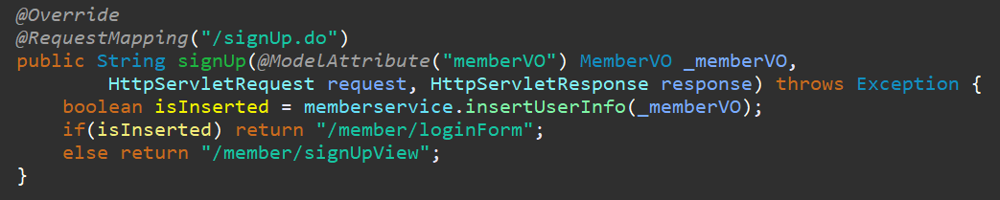 @Override
@RequestMapping("/signUp.do")
public String signUp(@ModelAttribute("memberVO") MemberVO _memberVO,
HttpServletRequest request, HttpServletResponse response) throws Exception {
boolean isInserted = memberservice.insertUserInfo(_memberVO);
if(isInserted) return "/member/loginForm";
else return "/member/signUpView";
}